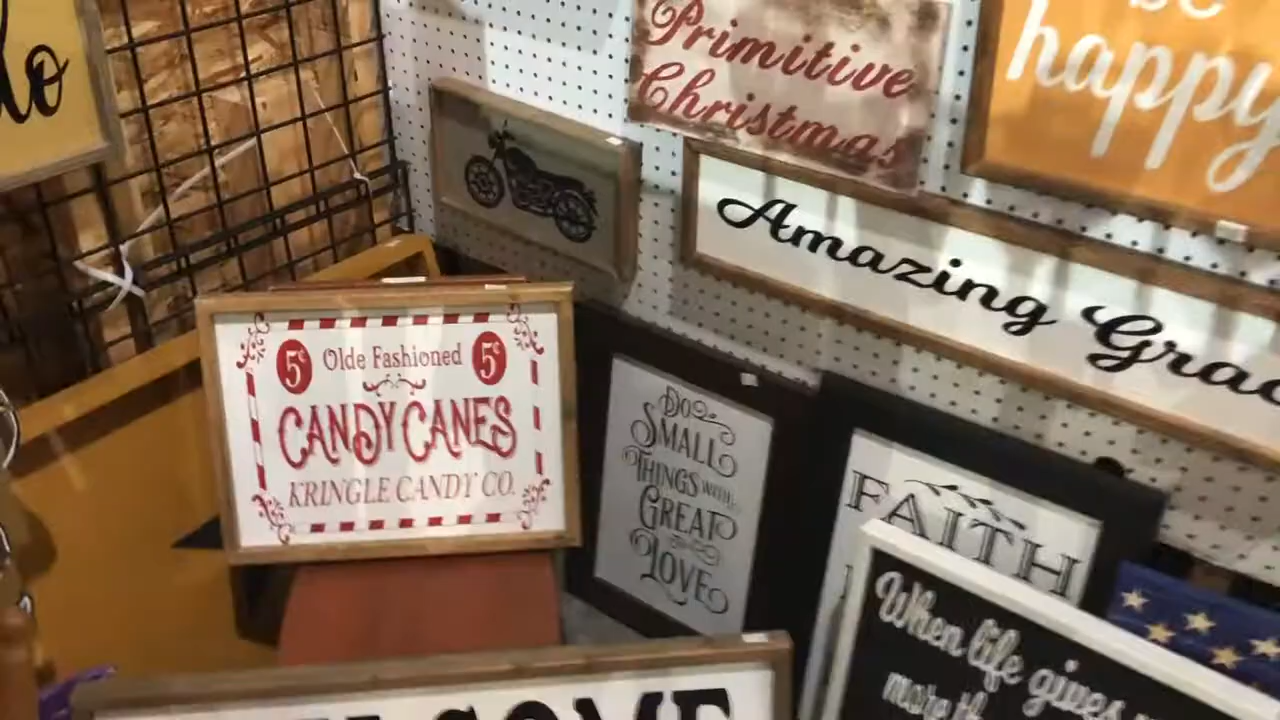 Primitive
Christmas
happy
Amazing
5¢ Olde Fashioned 5¢
CANDY CANES
KRINGLE CANDY CO.
DO
SMALL
THINGS WITH
GREAT
LOVE
FAITH
When life gives